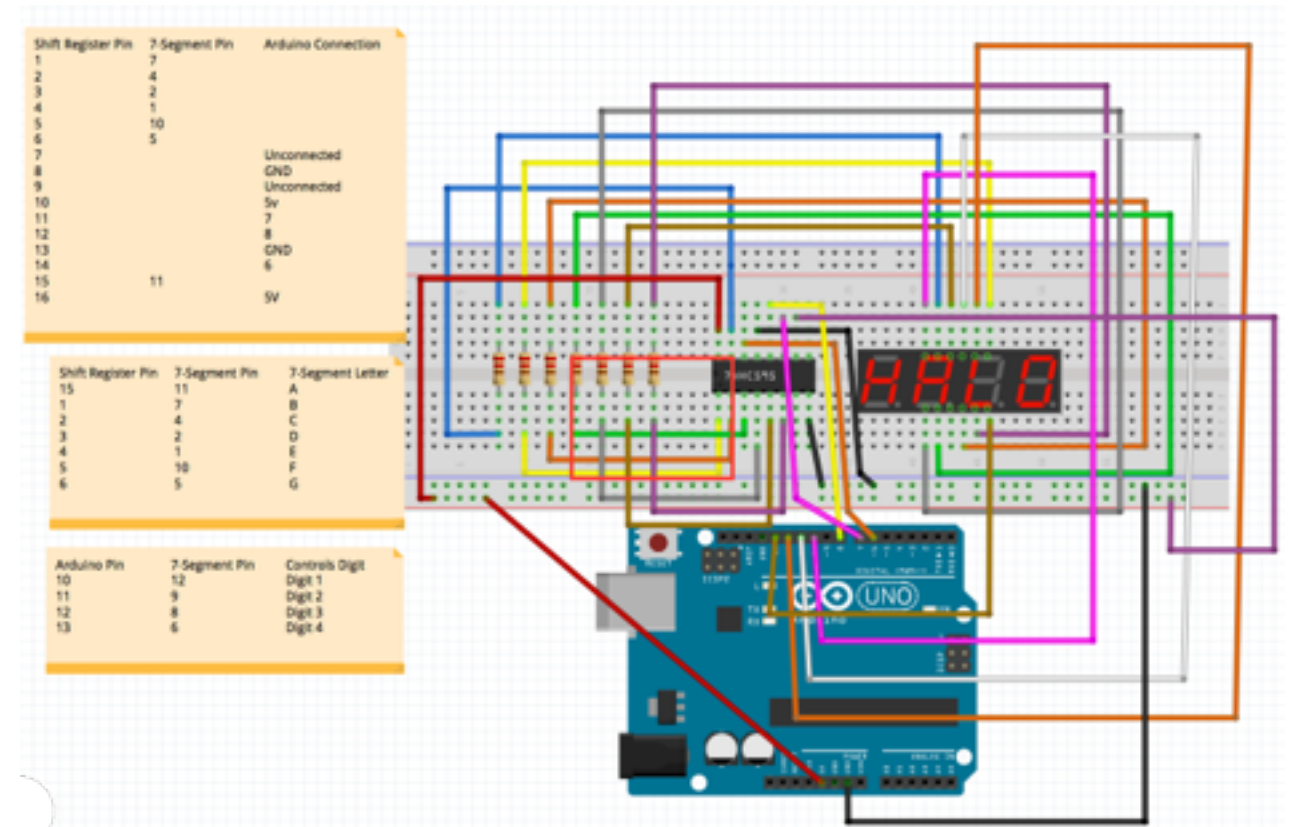 Shift Register Pin 7-Segment Pin Arduino Connection
1 7
2 4
3 2
4 1
5 10
6 5
7 Unconnected
8 GND
9 Unconnected
10 5v
11 7
12 8
13 GND
14 6
15 11
16 5V
Shift Register Pin 7-Segment Pin 7-Segment Letter
15 11 A
1 7 B
2 4 C
3 2 D
4 1 E
5 10 F
6 5 G
Arduino Pin 7-Segment Pin Controls Digit
10 12 Digit 1
11 9 Digit 2
12 8 Digit 3
13 6 Digit 4
RESET
UNO